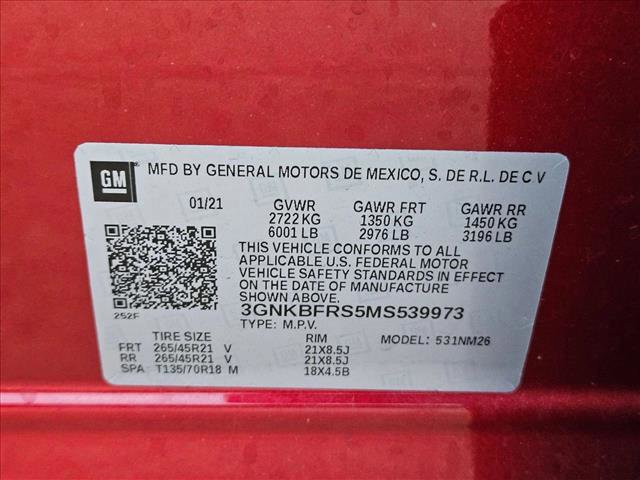 GM
MFD BY GENERAL MOTORS DE MEXICO, S. DE R.L. DE C V
01/21 GVWR GAWR FRT GAWR RR
2722 KG 1350 KG 1450 KG
6001 LB 2976 LB 3196 LB
THIS VEHICLE CONFORMS TO ALL
APPLICABLE U.S. FEDERAL MOTOR
VEHICLE SAFETY STANDARDS IN EFFECT
ON THE DATE OF MANUFACTURE
SHOWN ABOVE.
252F
3GNKBFRS5MS539973
TYPE: M.P.V. 531NM26
TIRE SIZE RIM
FRT 265/45R21 V 21X8.5J
RR 265/45R21 V 21X8.5J
SPA T135/70R18 M 18X4.5B